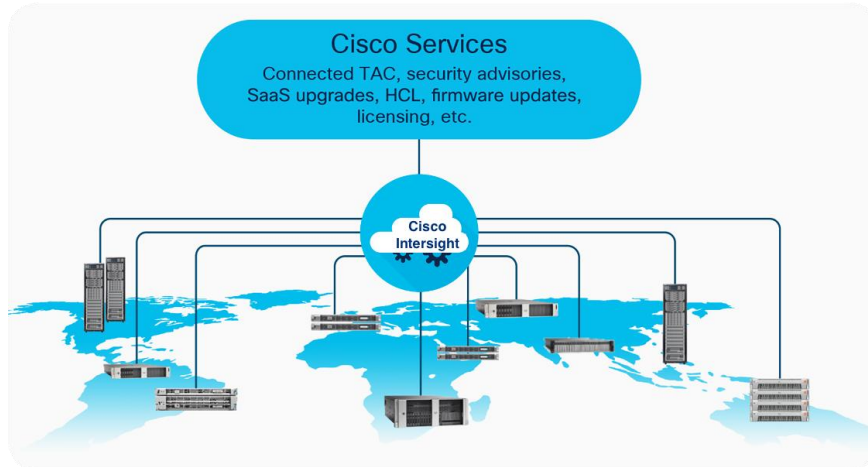 Cisco Services
Connected TAC, security advisories,
SaaS upgrades, HCL, firmware updates,
licensing, etc.
Cisco
Intersight